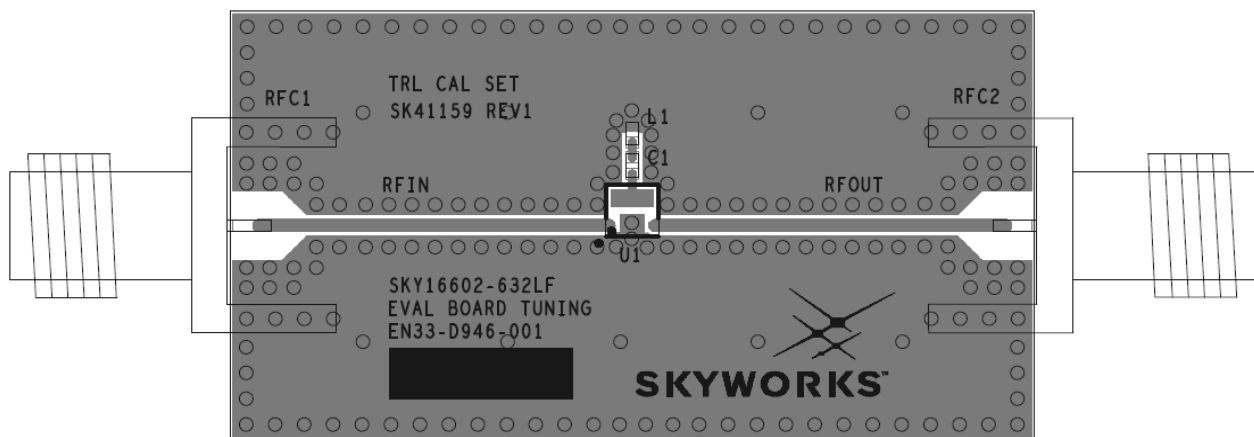 TRL CAL SET
SK41159 REV1
RFC1
RFC2
L1
C1
RFIN
RFOUT
U1
SKY16602-632LF
EVAL BOARD TUNING
EN33-D946-001
SKYWORKS™